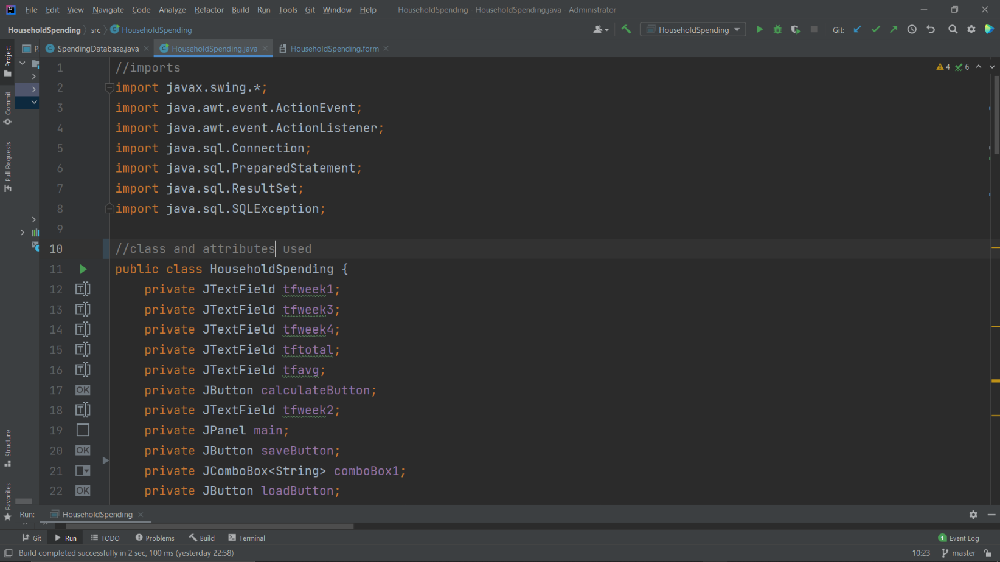 File Edit View Navigate Code Analyze Refactor Build Run Tools Git Window Help HouseholdSpending - HouseholdSpending.java - Administrator
HouseholdSpending src HouseholdSpending HouseholdSpending Git:
Project
Commit
Pull Requests
Structure
Favorites
P SpendingDatabase.java HouseholdSpending.java HouseholdSpending.form
4 6
1 //imports
2 import javax.swing.*;
3 import java.awt.event.ActionEvent;
4 import java.awt.event.ActionListener;
5 import java.sql.Connection;
6 import java.sql.PreparedStatement;
7 import java.sql.ResultSet;
8 import java.sql.SQLException;
9
10 //class and attributes used
11 public class HouseholdSpending {
12 private JTextField tfweek1;
13 private JTextField tfweek3;
14 private JTextField tfweek4;
15 private JTextField tftotal;
16 private JTextField tfavg;
17 OK private JButton calculateButton;
18 private JTextField tfweek2;
19 private JPanel main;
20 OK private JButton saveButton;
21 private JComboBox<String> comboBox1;
22 OK private JButton loadButton;
Run: HouseholdSpending
Git Run TODO Problems Build Terminal 1 Event Log
Build completed successfully in 2 sec, 100 ms (yesterday 22:58) 10:23 master